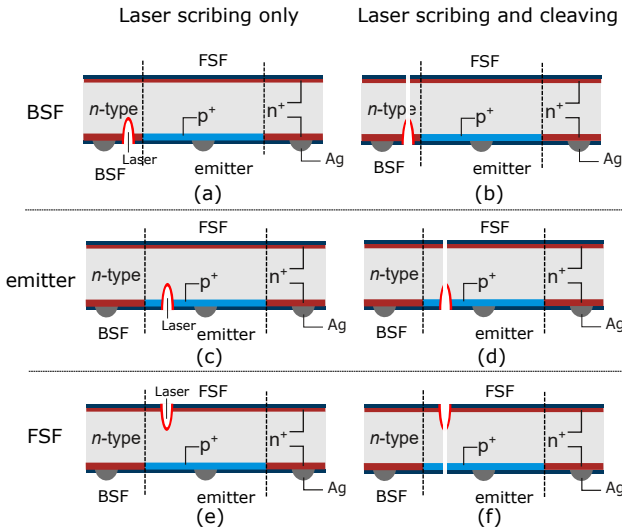 Laser scribing only
Laser scribing and cleaving
FSF
FSF
BSF
n-type
p⁺
n⁺
n-type
p⁺
n⁺
Laser
BSF
emitter
Ag
BSF
emitter
Ag
(a)
(b)
FSF
FSF
emitter
n-type
p⁺
n⁺
n-type
p⁺
n⁺
Laser
BSF
emitter
Ag
BSF
emitter
Ag
(c)
(d)
Laser
FSF
FSF
FSF
n-type
p⁺
n⁺
n-type
p⁺
n⁺
BSF
emitter
Ag
BSF
emitter
Ag
(e)
(f)